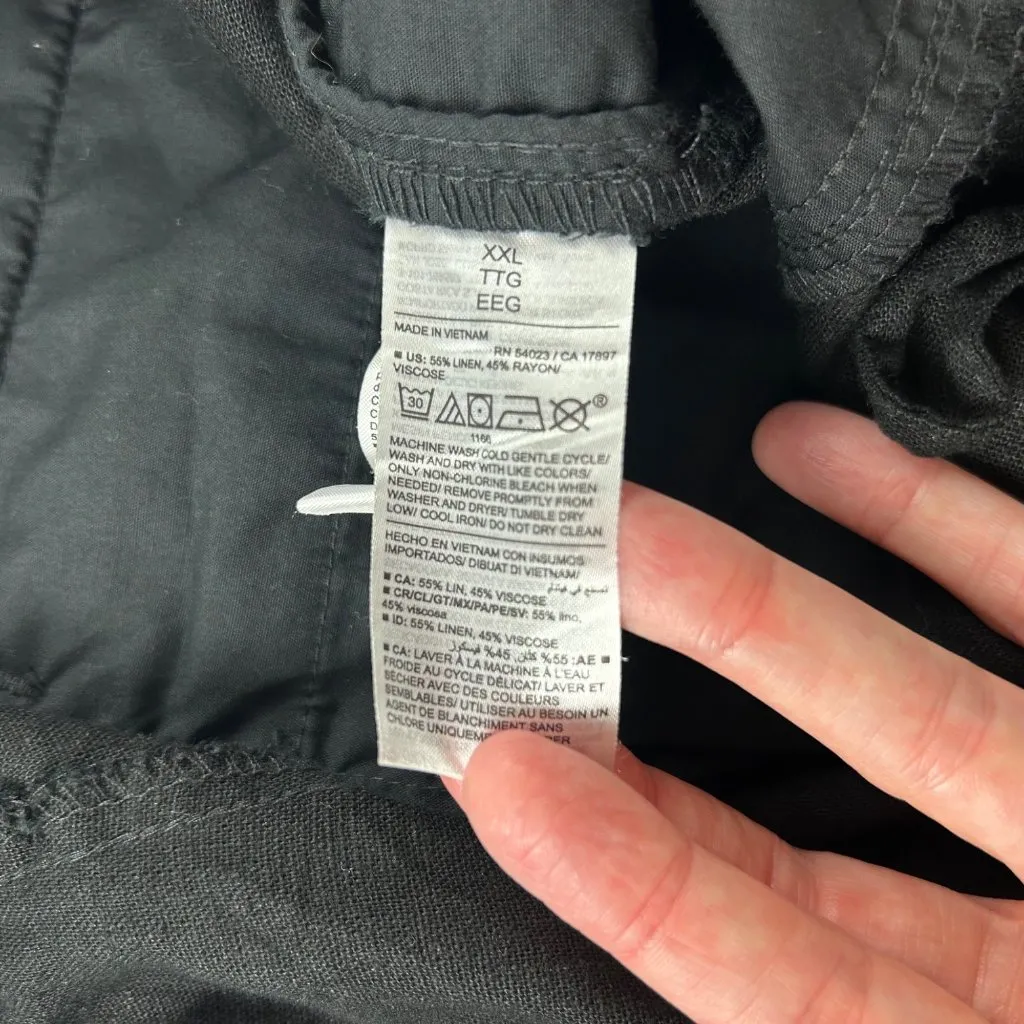 XXL
TTG
EEG
MADE IN VIETNAM
RN 54023 / CA 17897
■ US: 55% LINEN, 45% RAYON/
VISCOSE
30
®
1166
MACHINE WASH COLD GENTLE CYCLE/
WASH AND DRY WITH LIKE COLORS/
ONLY NON-CHLORINE BLEACH WHEN
NEEDED/ REMOVE PROMPTLY FROM
WASHER AND DRYER/ TUMBLE DRY
LOW/ COOL IRON/ DO NOT DRY CLEAN
HECHO EN VIETNAM CON INSUMOS
IMPORTADOS/ DIBUAT DI VIETNAM/
■ CA: 55% LIN, 45% VISCOSE
■ CR/CL/GT/MX/PA/PE/SV: 55% lino,
45% viscosa
■ ID: 55% LINEN, 45% VISCOSE
■ AE: 55% كتان 45% فيسكوز
■ CA: LAVER À LA MACHINE À L'EAU
FROIDE AU CYCLE DÉLICAT/ LAVER ET
SÉCHER AVEC DES COULEURS
SEMBLABLES/ UTILISER AU BESOIN UN
AGENT DE BLANCHIMENT SANS
CHLORE